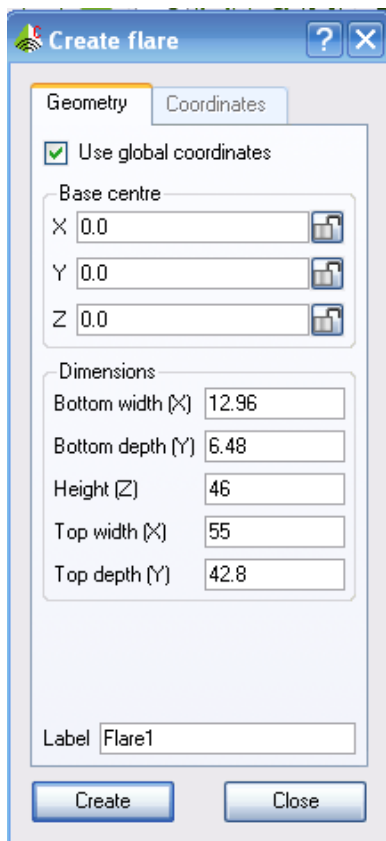 Create flare
Geometry Coordinates
Use global coordinates
Base centre
X 0.0
Y 0.0
Z 0.0
Dimensions
Bottom width (X) 12.96
Bottom depth (Y) 6.48
Height (Z) 46
Top width (X) 55
Top depth (Y) 42.8
Label Flare1
Create Close